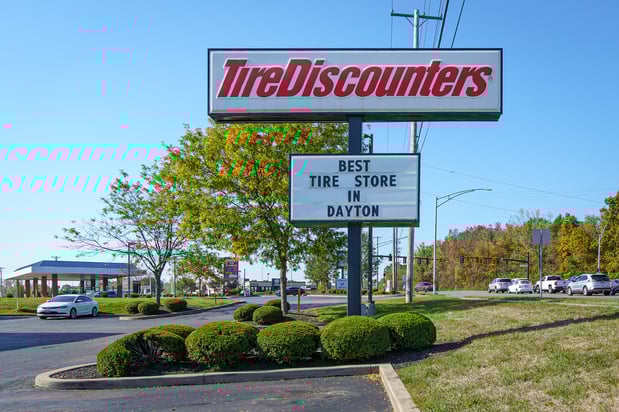 TireDiscounters
BEST
TIRE STORE
IN
DAYTON